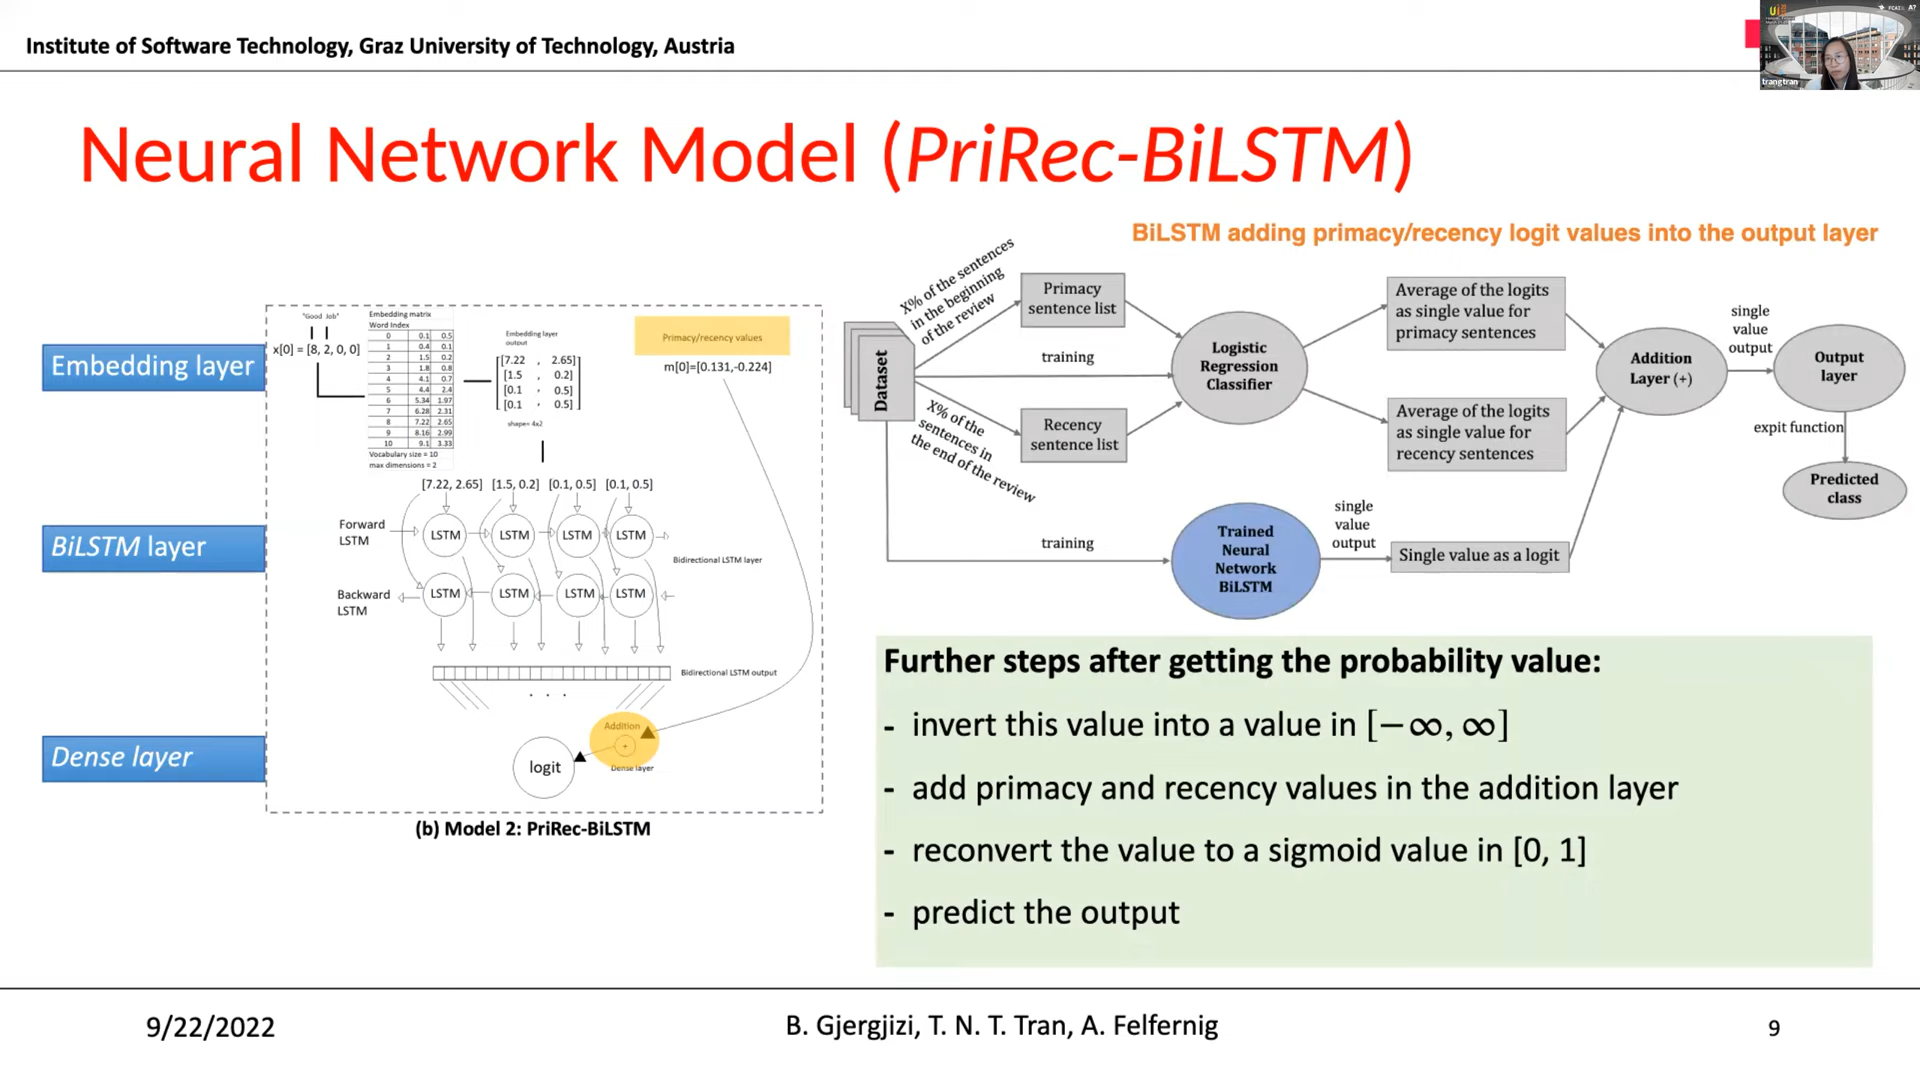 Institute of Software Technology, Graz University of Technology, Austria
trangtran
Neural Network Model (PriRec-BiLSTM)
BiLSTM adding primacy/recency logit values into the output layer
Embedding layer
BiLSTM layer
Dense layer
"Good Job"
x[0] = [8, 2, 0, 0]
Embedding matrix
Word Index
0 0.1 0.5
1 0.4 0.1
2 1.5 0.2
3 1.8 0.8
4 4.1 0.7
5 4.4 2.4
6 5.34 1.97
7 6.28 2.31
8 7.22 2.65
9 8.16 2.99
10 9.1 3.33
Vocabulary size = 10
max dimensions = 2
Embedding layer
output
[7.22 , 2.65]
[1.5 , 0.2]
[0.1 , 0.5]
[0.1 , 0.5]
shape= 4x2
Primacy/recency values
m[0]=[0.131,-0.224]
[7.22, 2.65] [1.5, 0.2] [0.1, 0.5] [0.1, 0.5]
Forward
LSTM
LSTM LSTM LSTM LSTM
Bidirectional LSTM layer
Backward
LSTM
LSTM LSTM LSTM LSTM
Bidirectional LSTM output
. . .
Addition
+
Dense layer
logit
(b) Model 2: PriRec-BiLSTM
Dataset
X% of the sentences
in the beginning
of the review
training
X% of the
sentences in
the end of the review
training
Primacy
sentence list
Recency
sentence list
Logistic
Regression
Classifier
Trained
Neural
Network
BiLSTM
Average of the logits
as single value for
primacy sentences
Average of the logits
as single value for
recency sentences
single
value
output
Single value as a logit
Addition
Layer (+)
single
value
output
Output
layer
expit function
Predicted
class
Further steps after getting the probability value:
- invert this value into a value in [−∞, ∞]
- add primacy and recency values in the addition layer
- reconvert the value to a sigmoid value in [0, 1]
- predict the output
9/22/2022
B. Gjergjizi, T. N. T. Tran, A. Felfernig
9